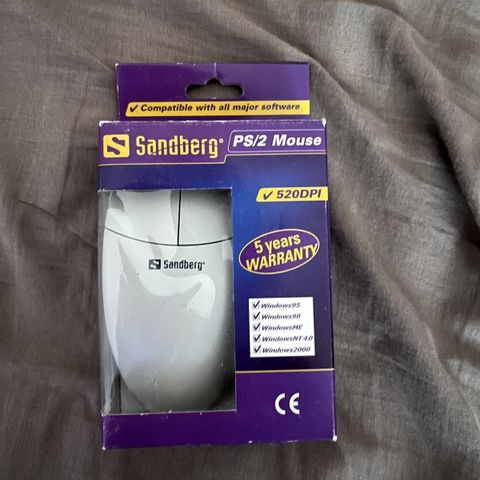 ✓ Compatible with all major software
S Sandberg®
PS/2 Mouse
✓ 520DPI
5 years
WARRANTY
S Sandberg®
✓ Windows95
✓ Windows98
✓ WindowsME
✓ WindowsNT 4.0
✓ Windows2000
CE